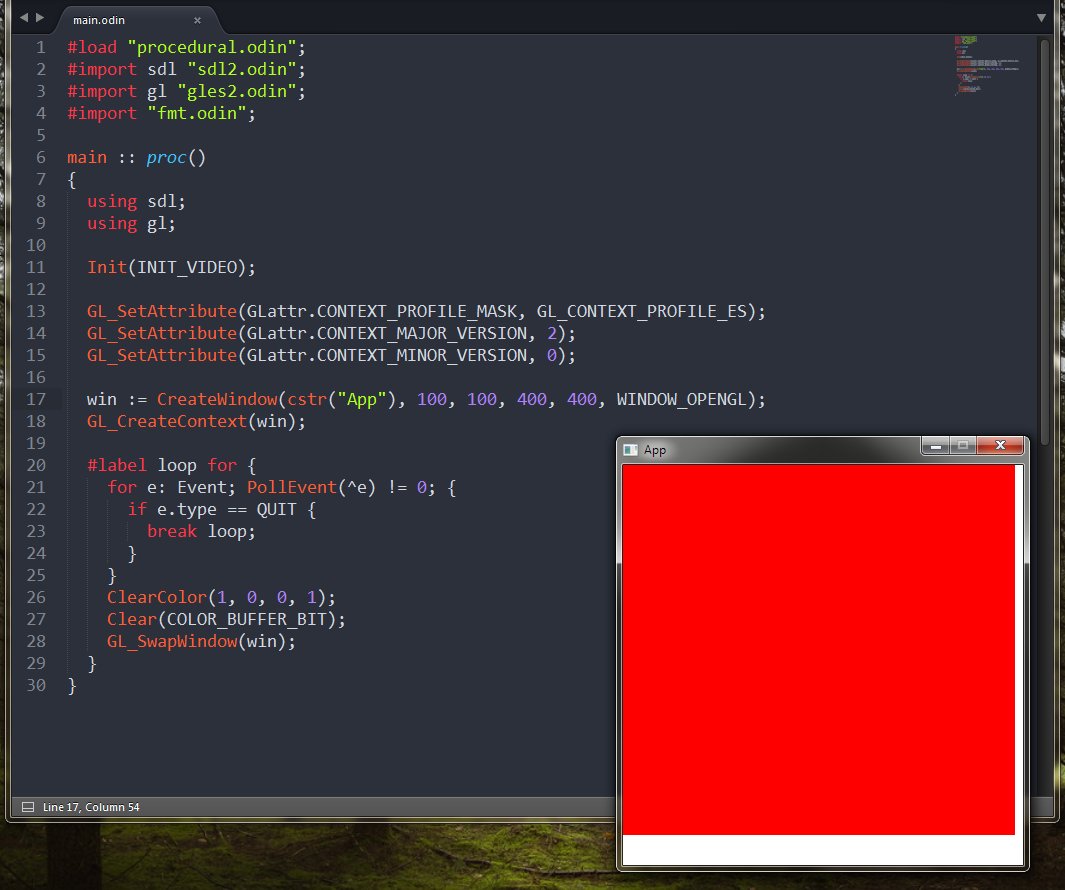 main.odin ×
1 #load "procedural.odin";
2 #import sdl "sdl2.odin";
3 #import gl "gles2.odin";
4 #import "fmt.odin";
5
6 main :: proc()
7 {
8   using sdl;
9   using gl;
10
11   Init(INIT_VIDEO);
12
13   GL_SetAttribute(GLattr.CONTEXT_PROFILE_MASK, GL_CONTEXT_PROFILE_ES);
14   GL_SetAttribute(GLattr.CONTEXT_MAJOR_VERSION, 2);
15   GL_SetAttribute(GLattr.CONTEXT_MINOR_VERSION, 0);
16
17   win := CreateWindow(cstr("App"), 100, 100, 400, 400, WINDOW_OPENGL);
18   GL_CreateContext(win);
19
20   #label loop for {
21     for e: Event; PollEvent(^e) != 0; {
22       if e.type == QUIT {
23         break loop;
24       }
25     }
26     ClearColor(1, 0, 0, 1);
27     Clear(COLOR_BUFFER_BIT);
28     GL_SwapWindow(win);
29   }
30 }
App
Line 17, Column 54